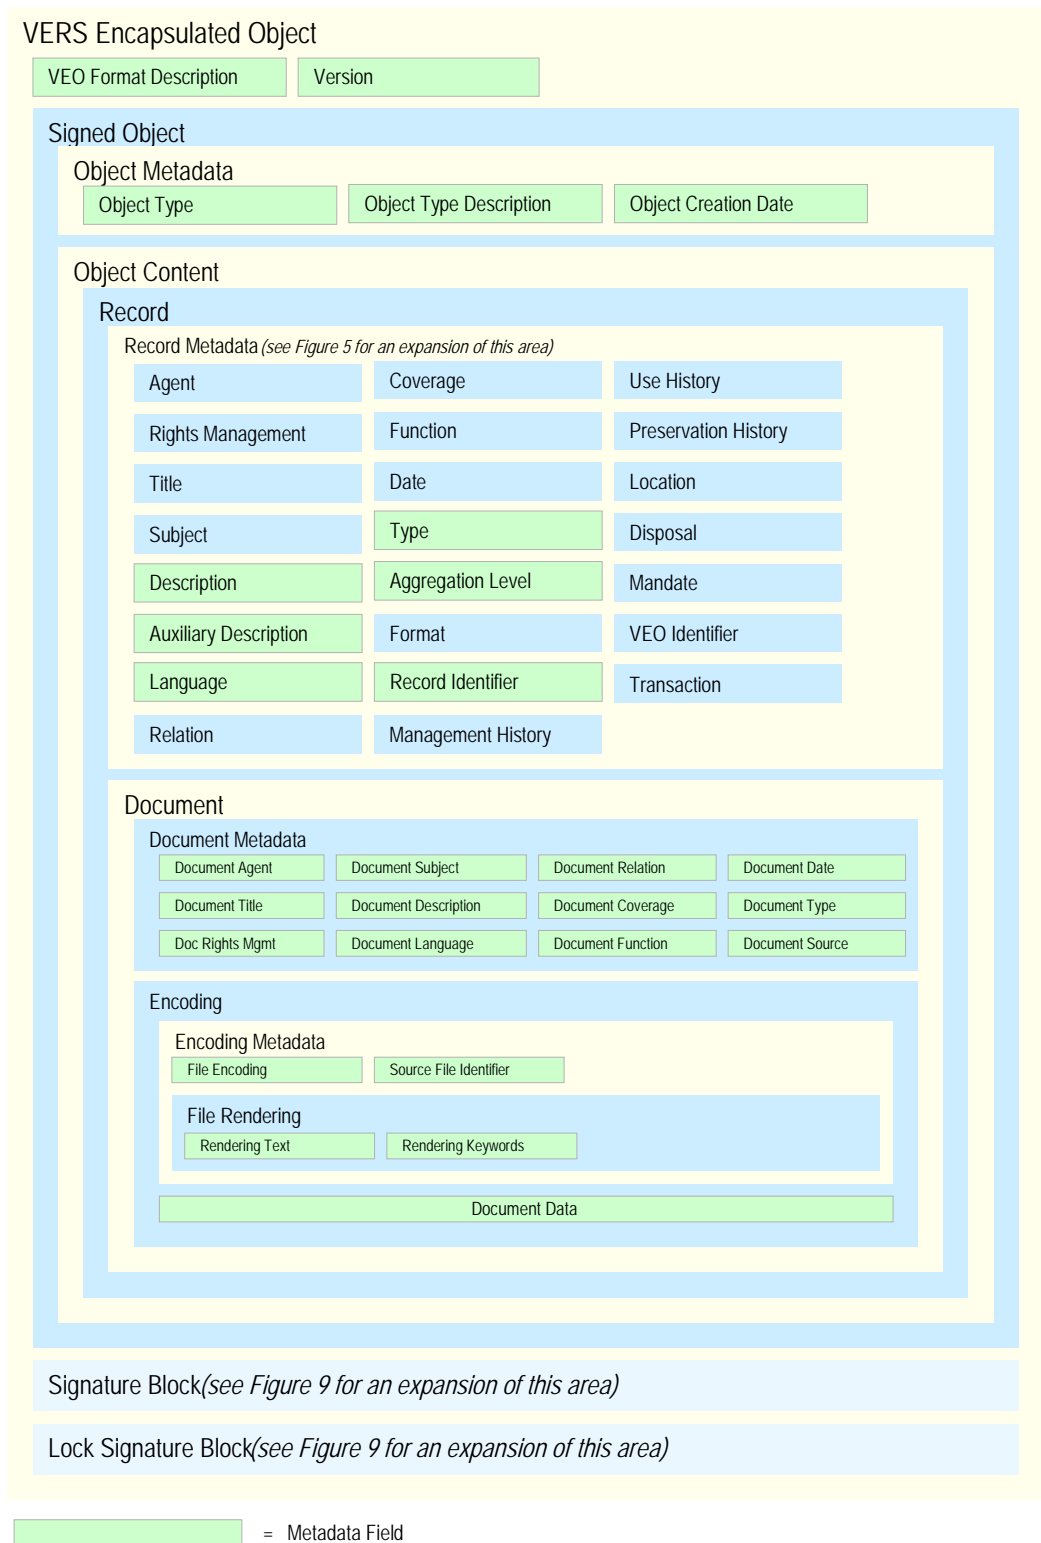 VERS Encapsulated Object
VEO Format Description
Version
Signed Object
Object Metadata
Object Type
Object Type Description
Object Creation Date
Object Content
Record
Record Metadata (see Figure 5 for an expansion of this area)
Agent
Coverage
Use History
Rights Management
Function
Preservation History
Title
Date
Location
Subject
Type
Disposal
Description
Aggregation Level
Mandate
Auxiliary Description
Format
VEO Identifier
Language
Record Identifier
Transaction
Relation
Management History
Document
Document Metadata
Document Agent
Document Subject
Document Relation
Document Date
Document Title
Document Description
Document Coverage
Document Type
Doc Rights Mgmt
Document Language
Document Function
Document Source
Encoding
Encoding Metadata
File Encoding
Source File Identifier
File Rendering
Rendering Text
Rendering Keywords
Document Data
Signature Block(see Figure 9 for an expansion of this area)
Lock Signature Block(see Figure 9 for an expansion of this area)
= Metadata Field